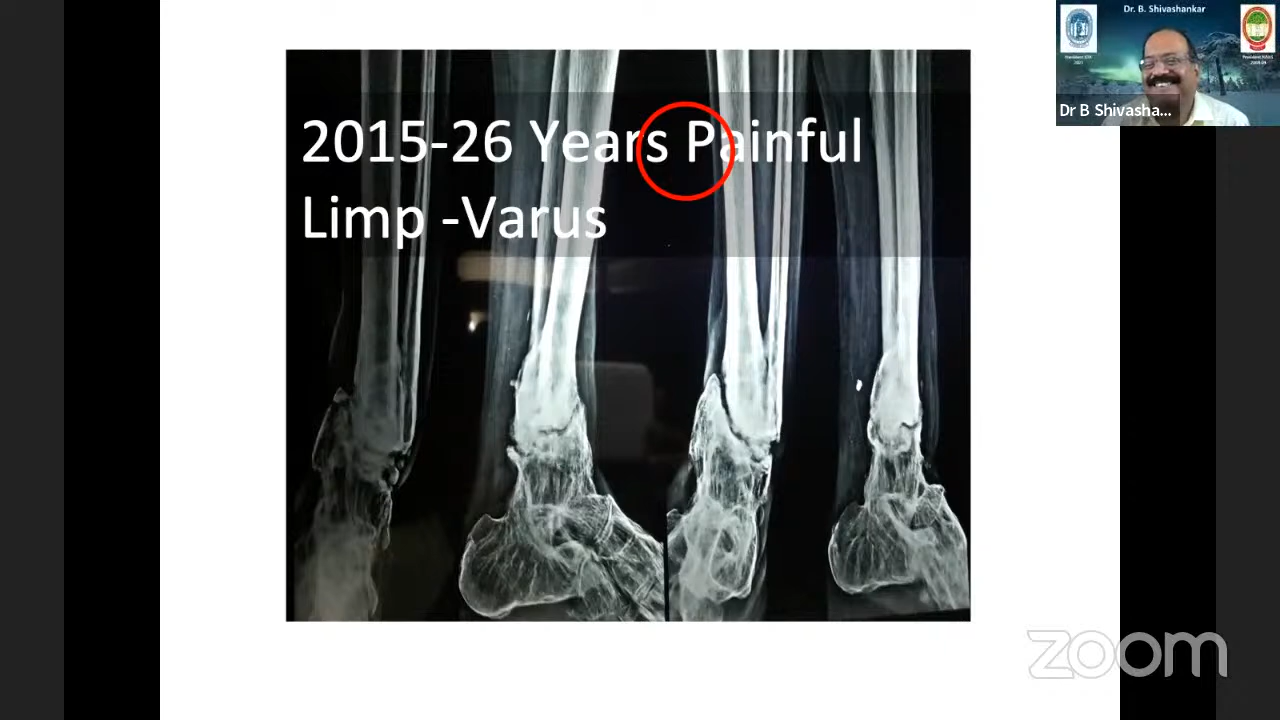 Dr. B. Shivashankar
Dr B Shivasha...
2015-26 Years Painful
Limp -Varus
zoom